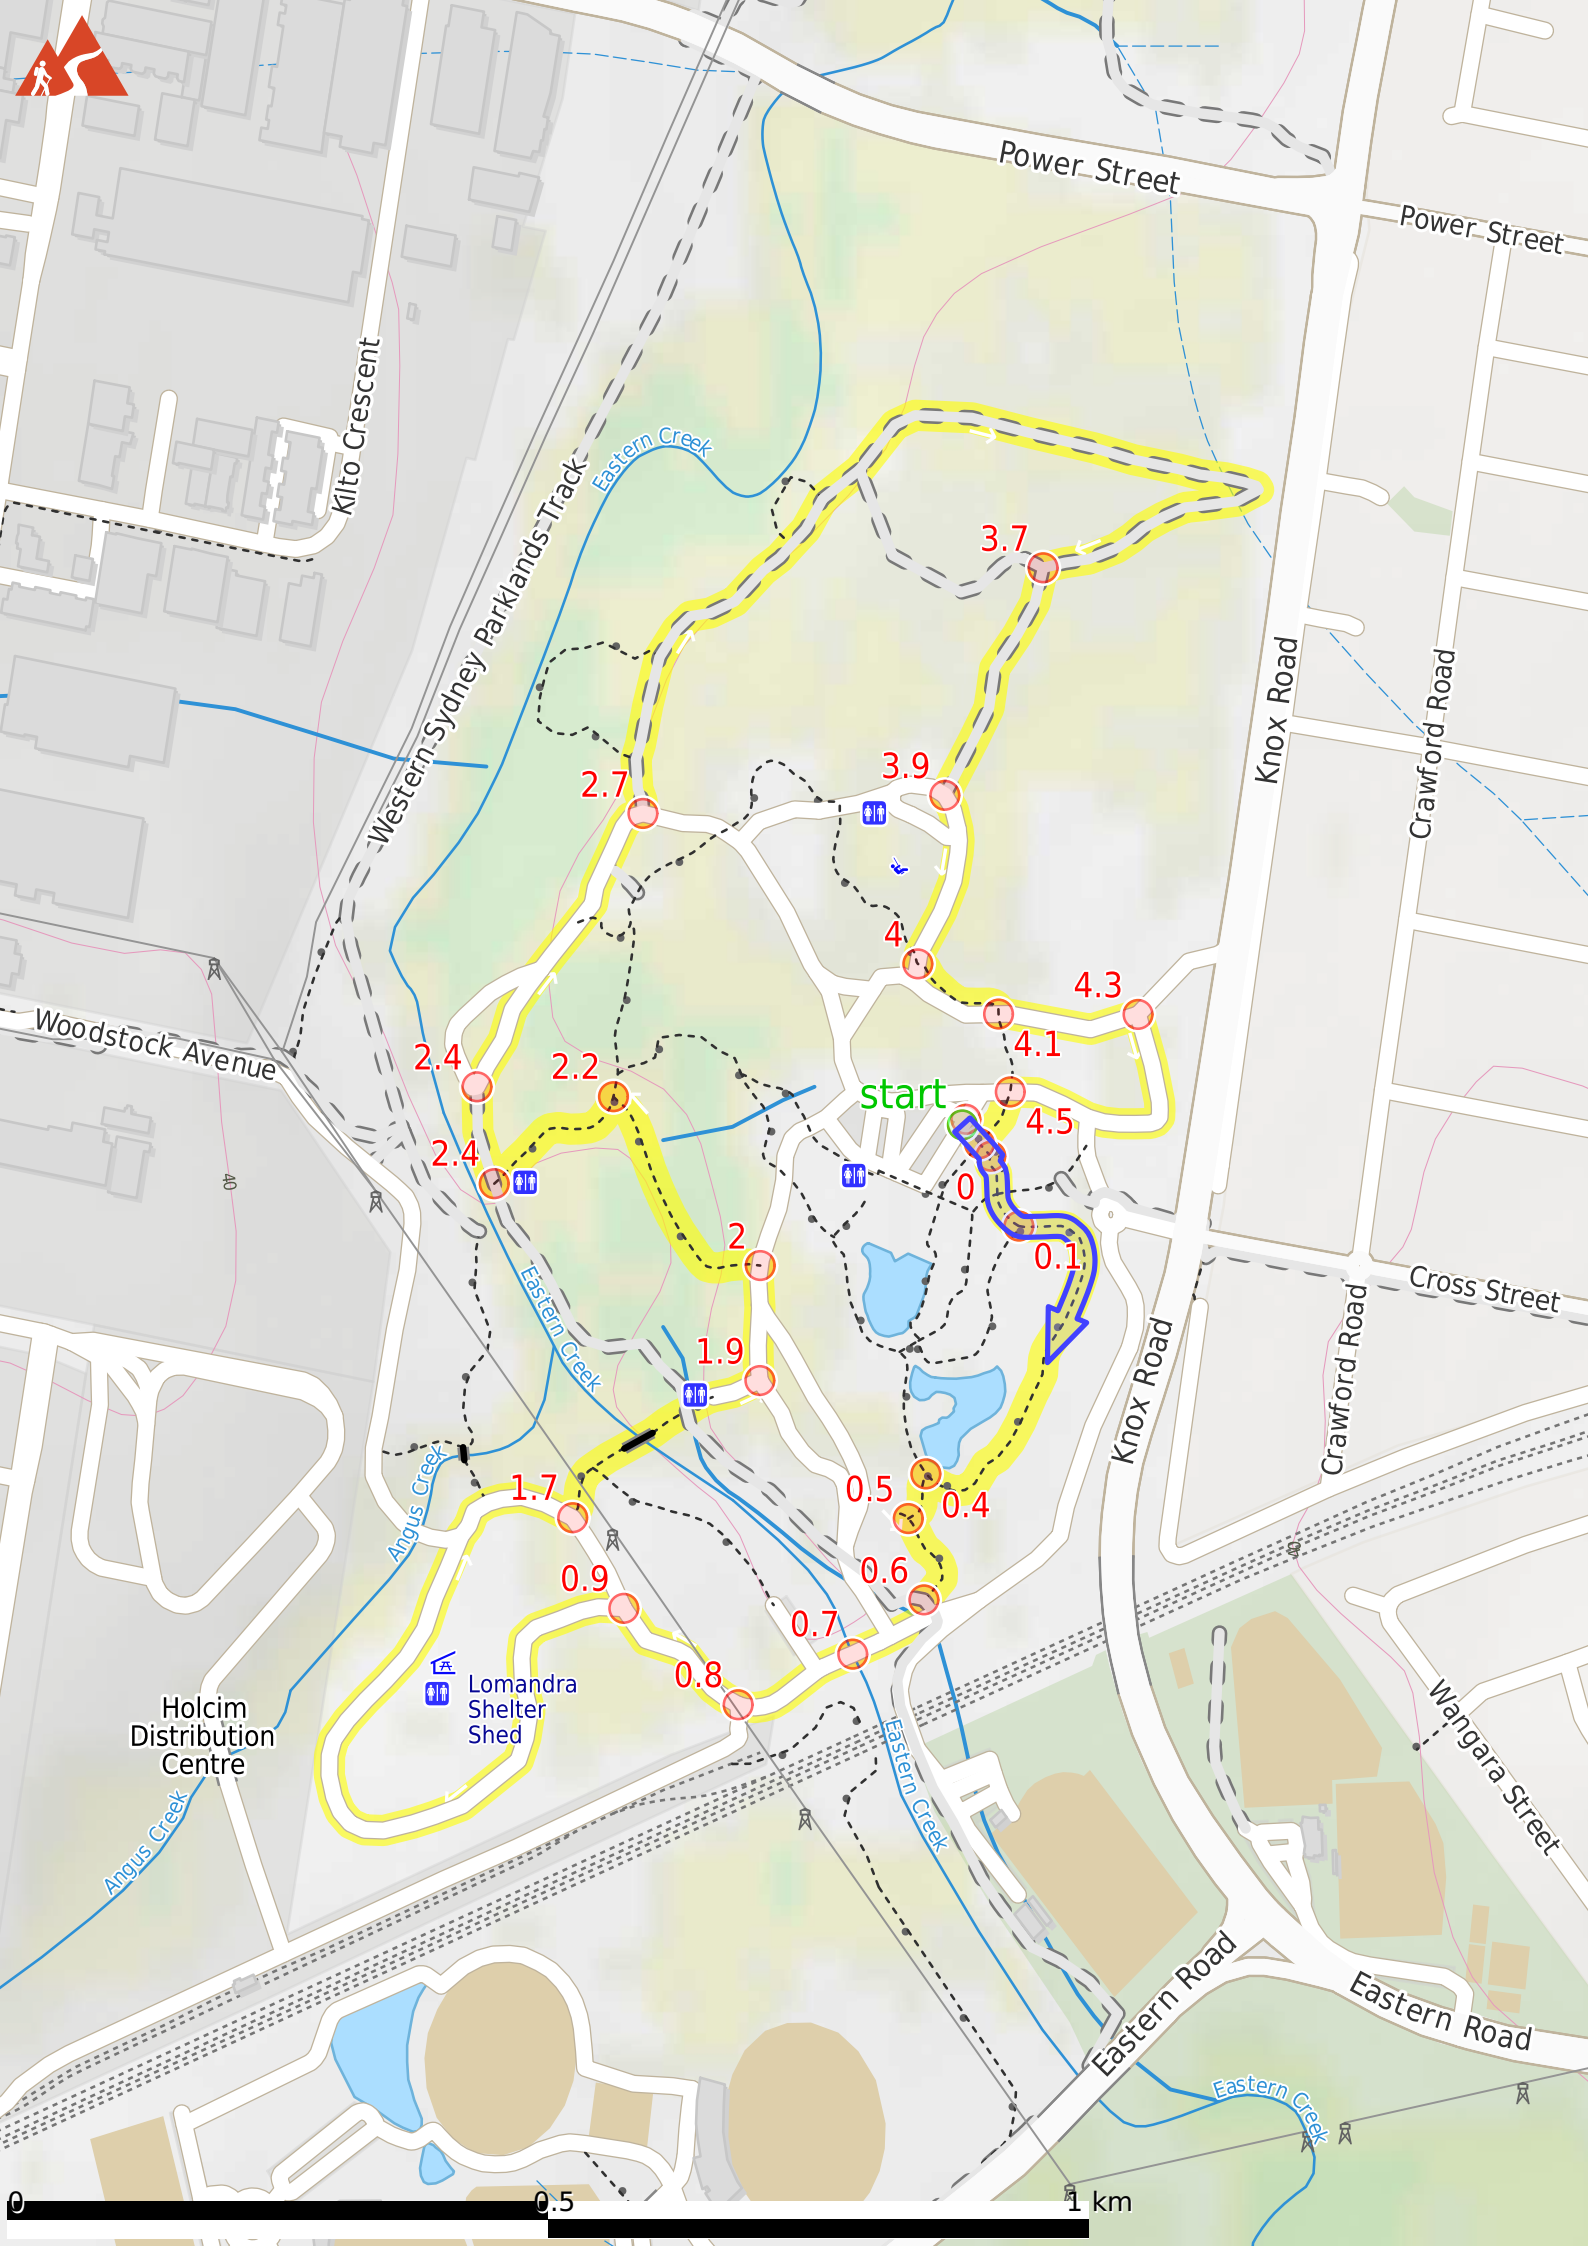 Power Street
Power Street
Kilto Crescent
Eastern Creek
Western Sydney Parklands Track
3.7
Knox Road
Crawford Road
3.9
2.7
4
4.3
Woodstock Avenue
4.1
2.4
2.2
start
4.5
2.4
40
0
2
0.1
Eastern Creek
Cross Street
1.9
Crawford Road
Knox Road
1.7
0.5
0.4
Angus Creek
0.9
0.6
0.7
0.8
Lomandra
Shelter
Shed
Holcim
Distribution
Centre
Wangara Street
Eastern Creek
Angus Creek
Eastern Road
Eastern Road
Eastern Creek
0
0.5
1 km